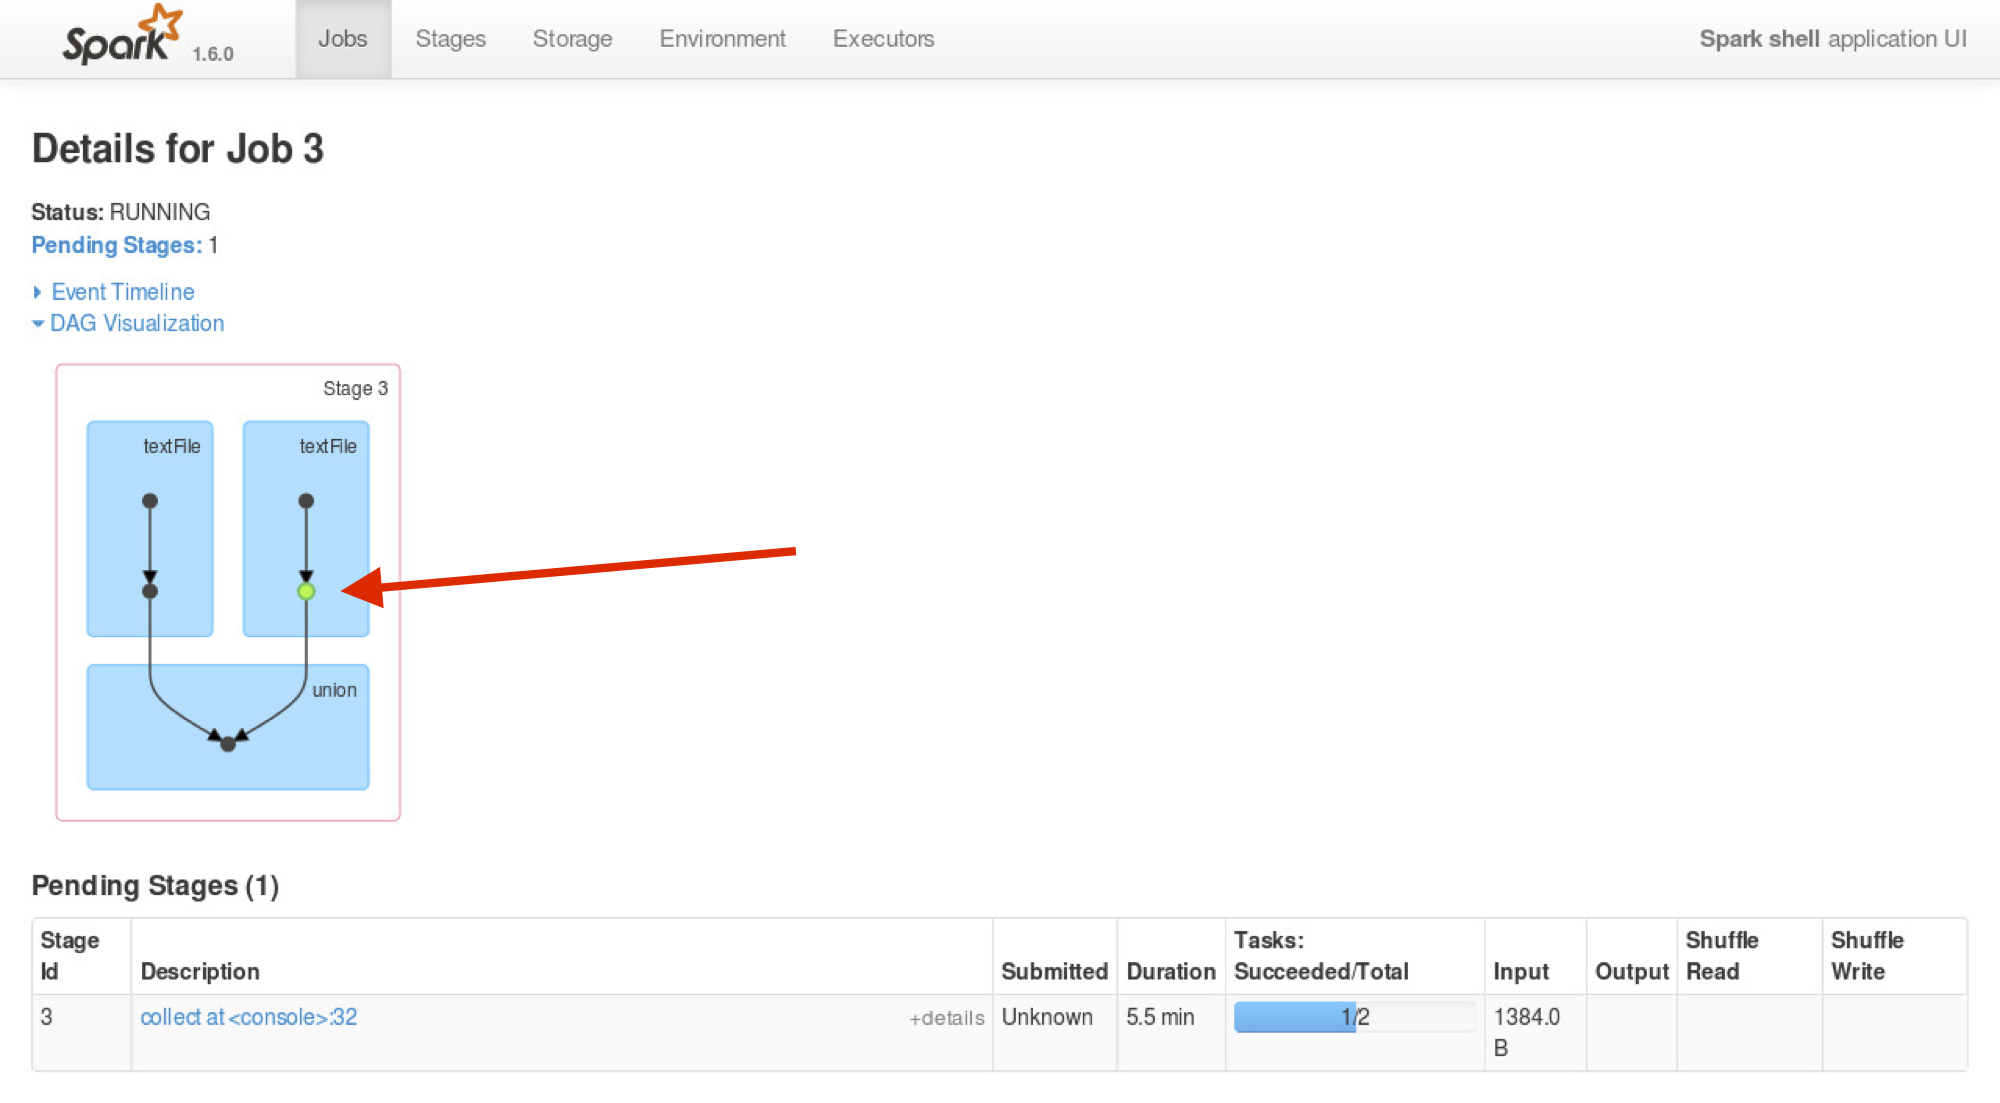 Spark 1.6.0 Jobs Stages Storage Environment Executors Spark shell application UI
Details for Job 3
Status: RUNNING
Pending Stages: 1
Event Timeline
DAG Visualization
Stage 3
textFile textFile
union
Pending Stages (1)
Stage Id Description Submitted Duration Tasks: Succeeded/Total Input Output Shuffle Read Shuffle Write
3 collect at <console>:32 +details Unknown 5.5 min 1/2 1384.0 B